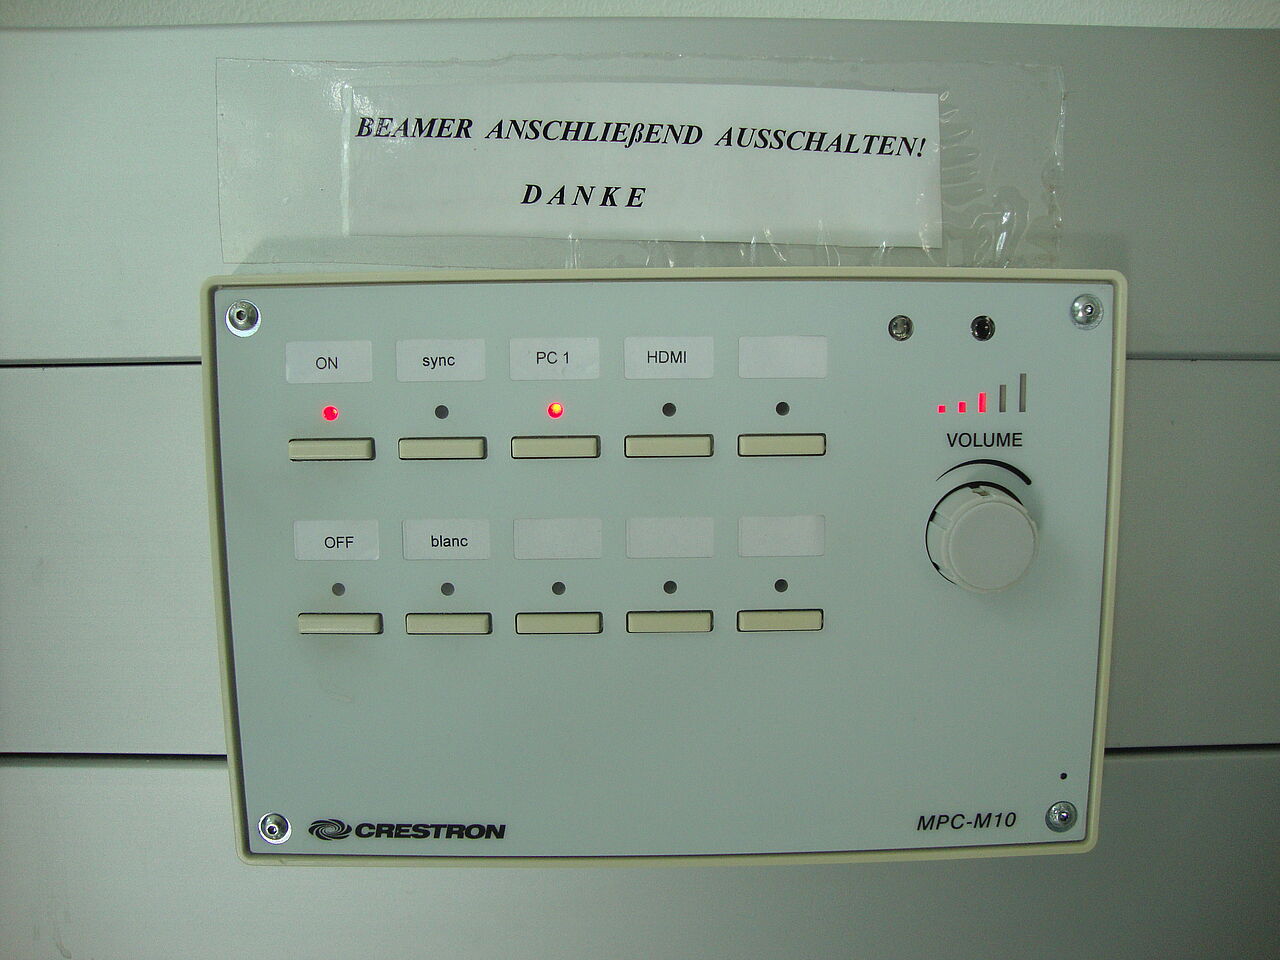 BEAMER ANSCHLIEßEND AUSSCHALTEN!
DANKE
ON sync PC 1 HDMI
VOLUME
OFF blanc
CRESTRON MPC-M10